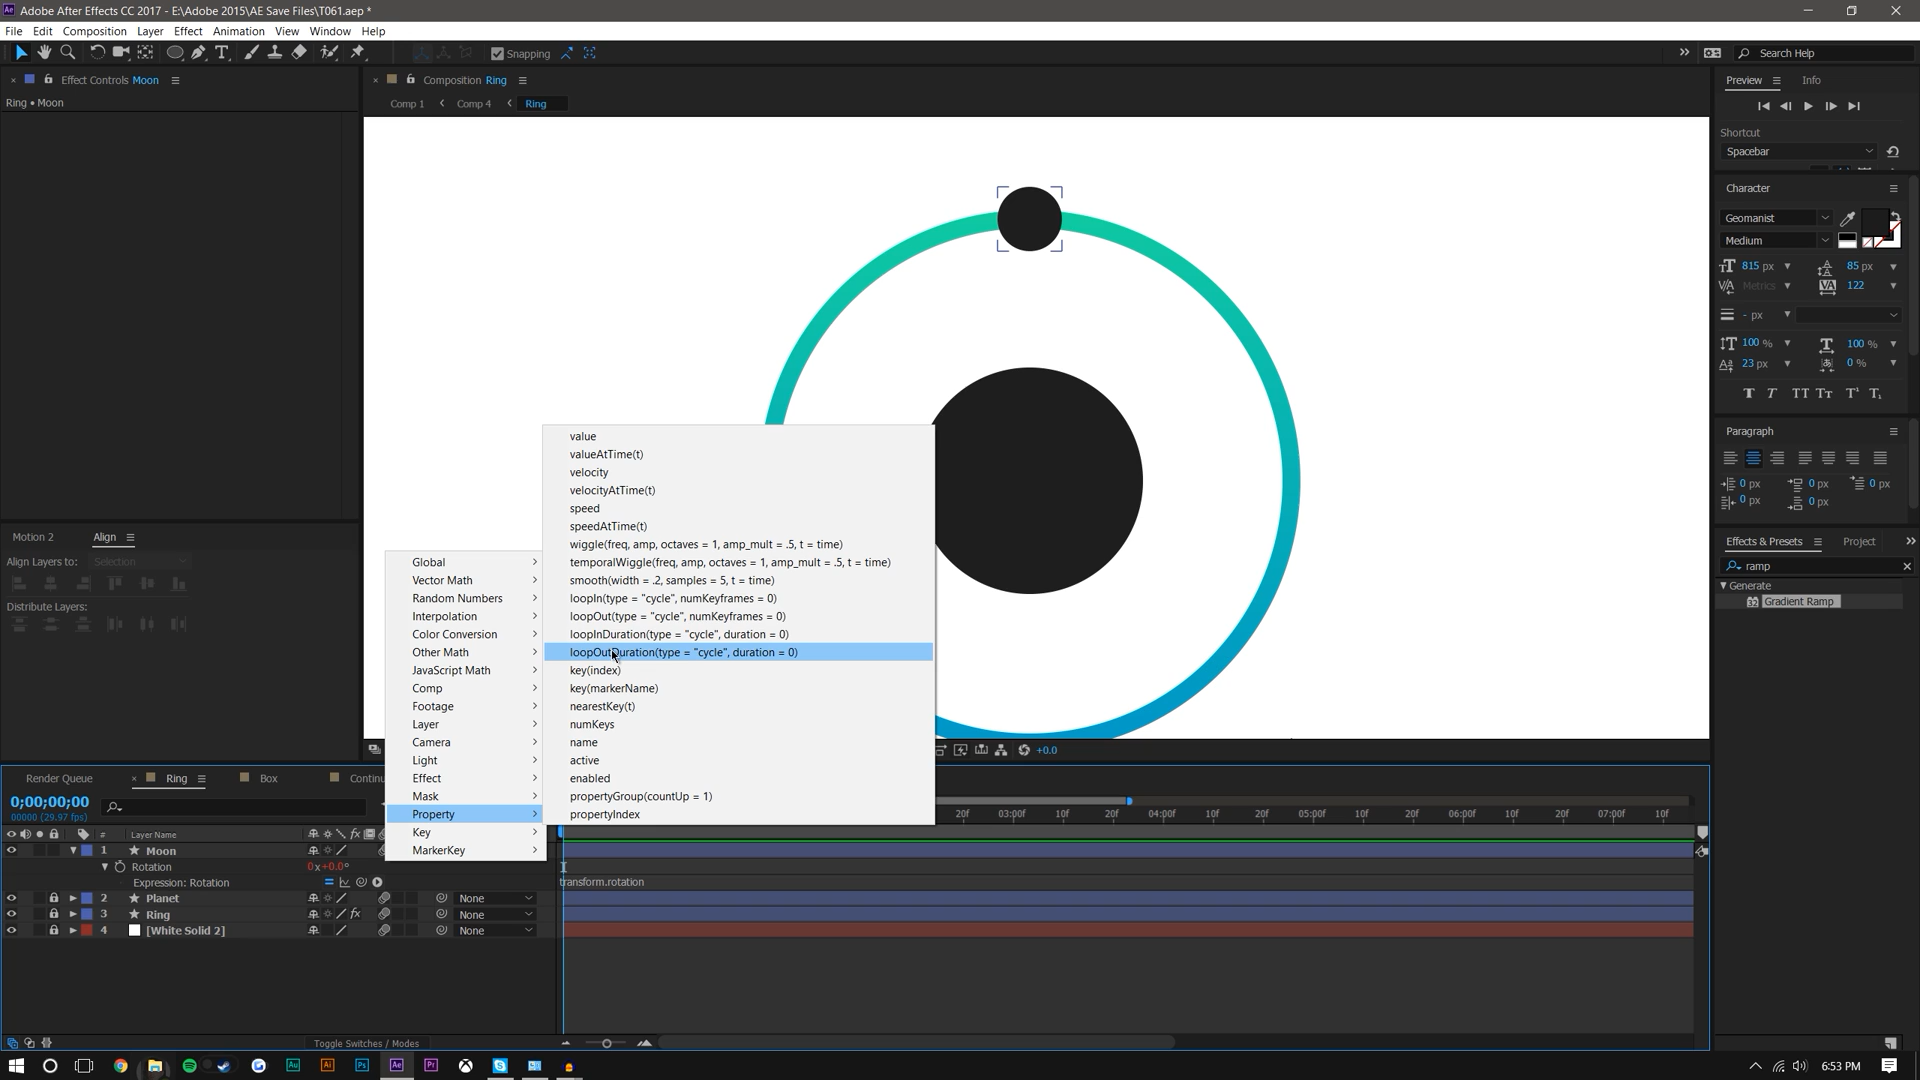 Adobe After Effects CC 2017 - E:\Adobe 2015\AE Save Files\T061.aep *
File Edit Composition Layer Effect Animation View Window Help
Snapping
Search Help
Effect Controls Moon
Composition Ring
Preview Info
Ring • Moon
Comp 1 Comp 4 Ring
Shortcut
Spacebar
Character
Geomanist
Medium
815 px 85 px
Metrics 122
- px
100 % 100 %
23 px 0 %
T T TT Tт T¹ T₁
Paragraph
0 px 0 px 0 px
0 px 0 px
Effects & Presets Project
ramp
Generate
Gradient Ramp
Motion 2 Align
Align Layers to: Selection
Distribute Layers:
Global
Vector Math
Random Numbers
Interpolation
Color Conversion
Other Math
JavaScript Math
Comp
Footage
Layer
Camera
Light
Effect
Mask
Property
Key
MarkerKey
value
valueAtTime(t)
velocity
velocityAtTime(t)
speed
speedAtTime(t)
wiggle(freq, amp, octaves = 1, amp_mult = .5, t = time)
temporalWiggle(freq, amp, octaves = 1, amp_mult = .5, t = time)
smooth(width = .2, samples = 5, t = time)
loopIn(type = "cycle", numKeyframes = 0)
loopOut(type = "cycle", numKeyframes = 0)
loopInDuration(type = "cycle", duration = 0)
loopOutDuration(type = "cycle", duration = 0)
key(index)
key(markerName)
nearestKey(t)
numKeys
name
active
enabled
propertyGroup(countUp = 1)
propertyIndex
+0.0
Render Queue Ring Box Continu
0;00;00;00
00000 (29.97 fps)
20f 03:00f 10f 20f 04:00f 10f 20f 05:00f 10f 20f 06:00f 10f 20f 07:00f 10f
# Layer Name
1 Moon
Rotation 0x+0.0°
Expression: Rotation
transform.rotation
2 Planet None
3 Ring None
4 [White Solid 2] None
Toggle Switches / Modes
6:53 PM